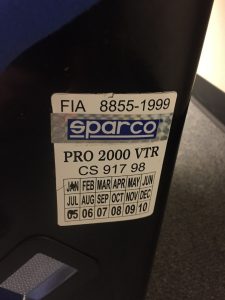 FIA 8855-1999
sparco
PRO 2000 VTR
CS 917 98
JAN FEB MAR APR MAY JUN
JUL AUG SEP OCT NOV DEC
05 06 07 08 09 10